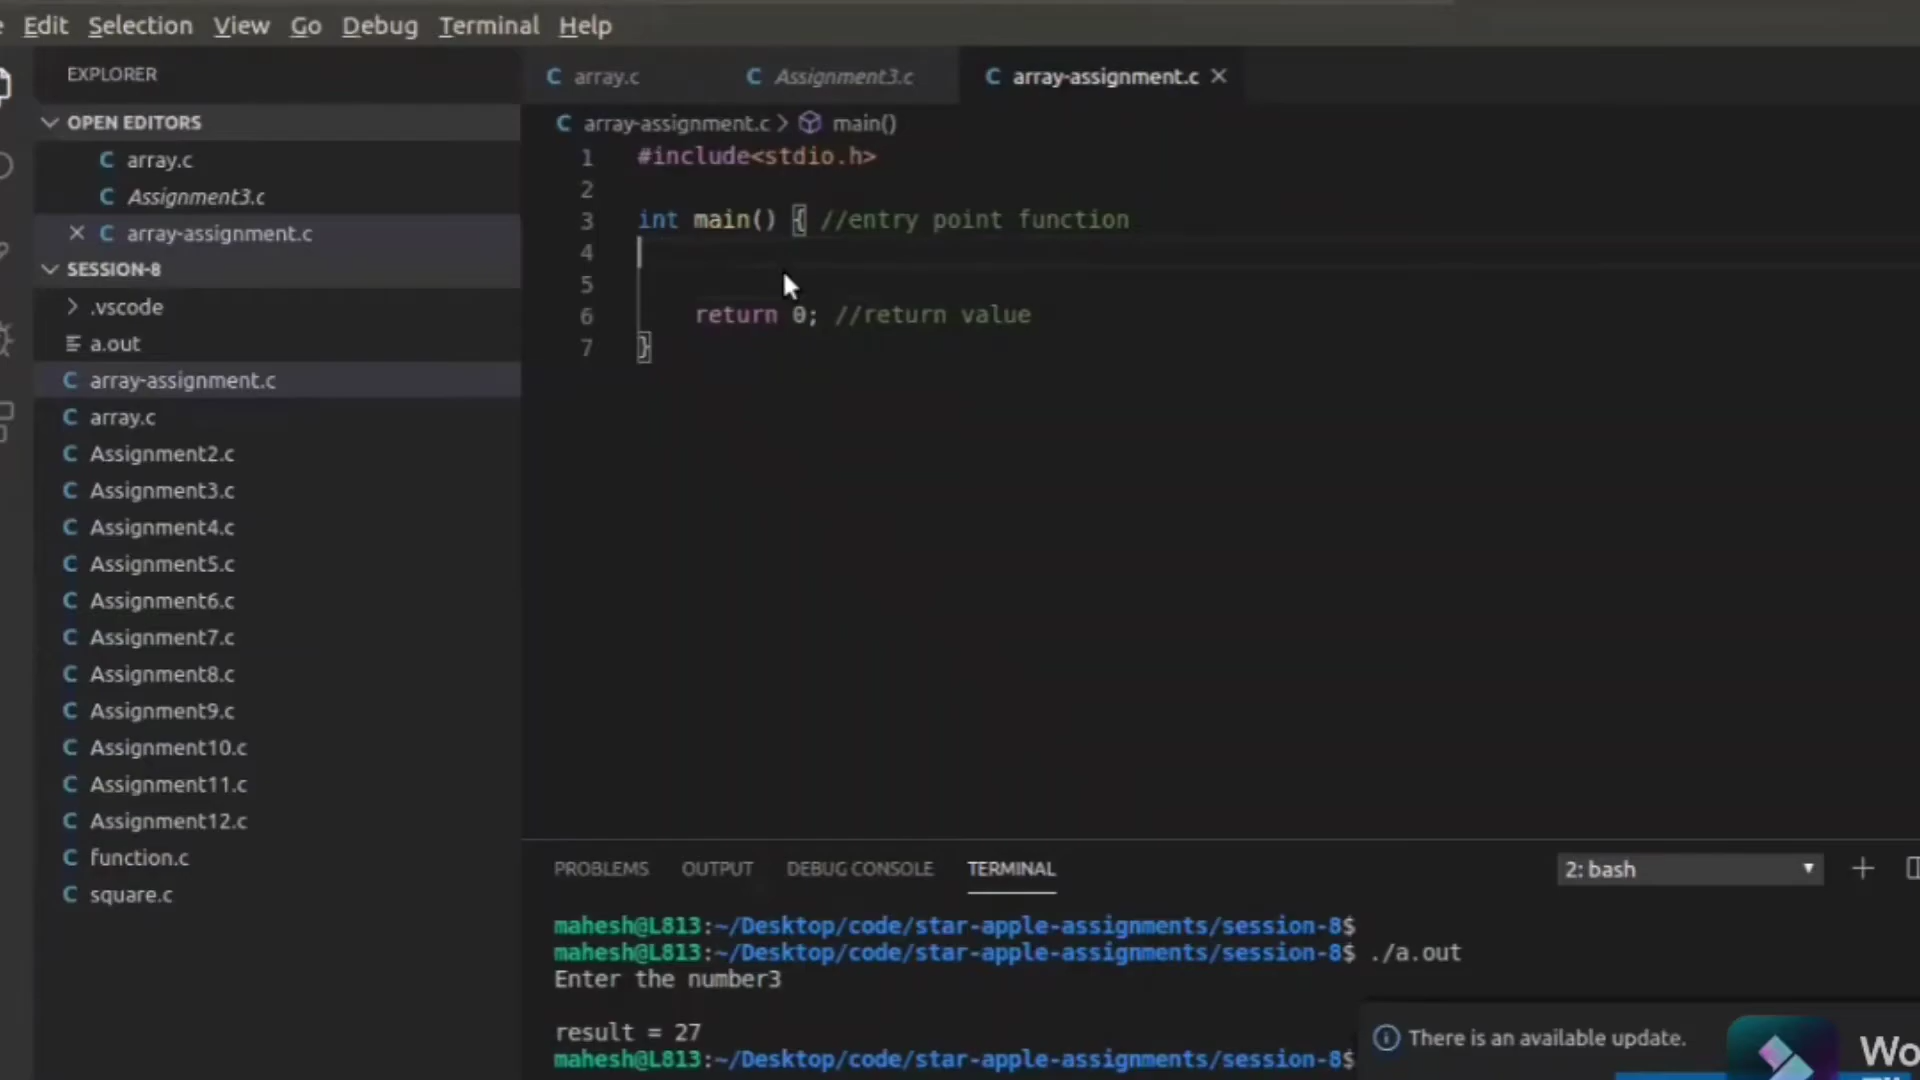 Edit Selection View Go Debug Terminal Help
EXPLORER
OPEN EDITORS
array.c
Assignment3.c
array-assignment.c
SESSION-8
.vscode
a.out
array-assignment.c
array.c
Assignment2.c
Assignment3.c
Assignment4.c
Assignment5.c
Assignment6.c
Assignment7.c
Assignment8.c
Assignment9.c
Assignment10.c
Assignment11.c
Assignment12.c
function.c
square.c
array.c Assignment3.c array-assignment.c
array-assignment.c > main()
1 #include<stdio.h>
2
3 int main() { //entry point function
4
5
6 return 0; //return value
7 }
PROBLEMS OUTPUT DEBUG CONSOLE TERMINAL 2: bash
mahesh@L813:~/Desktop/code/star-apple-assignments/session-8$
mahesh@L813:~/Desktop/code/star-apple-assignments/session-8$ ./a.out
Enter the number3
result = 27
mahesh@L813:~/Desktop/code/star-apple-assignments/session-8$
There is an available update.